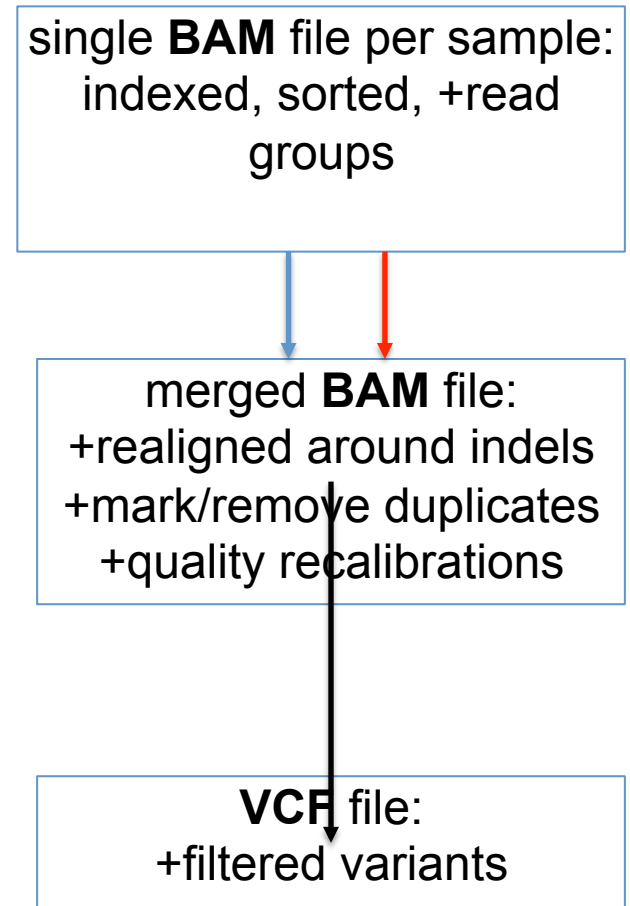 single BAM file per sample:
indexed, sorted, +read
groups
merged BAM file:
+realigned around indels
+mark/remove duplicates
+quality recalibrations
VCF file:
+filtered variants